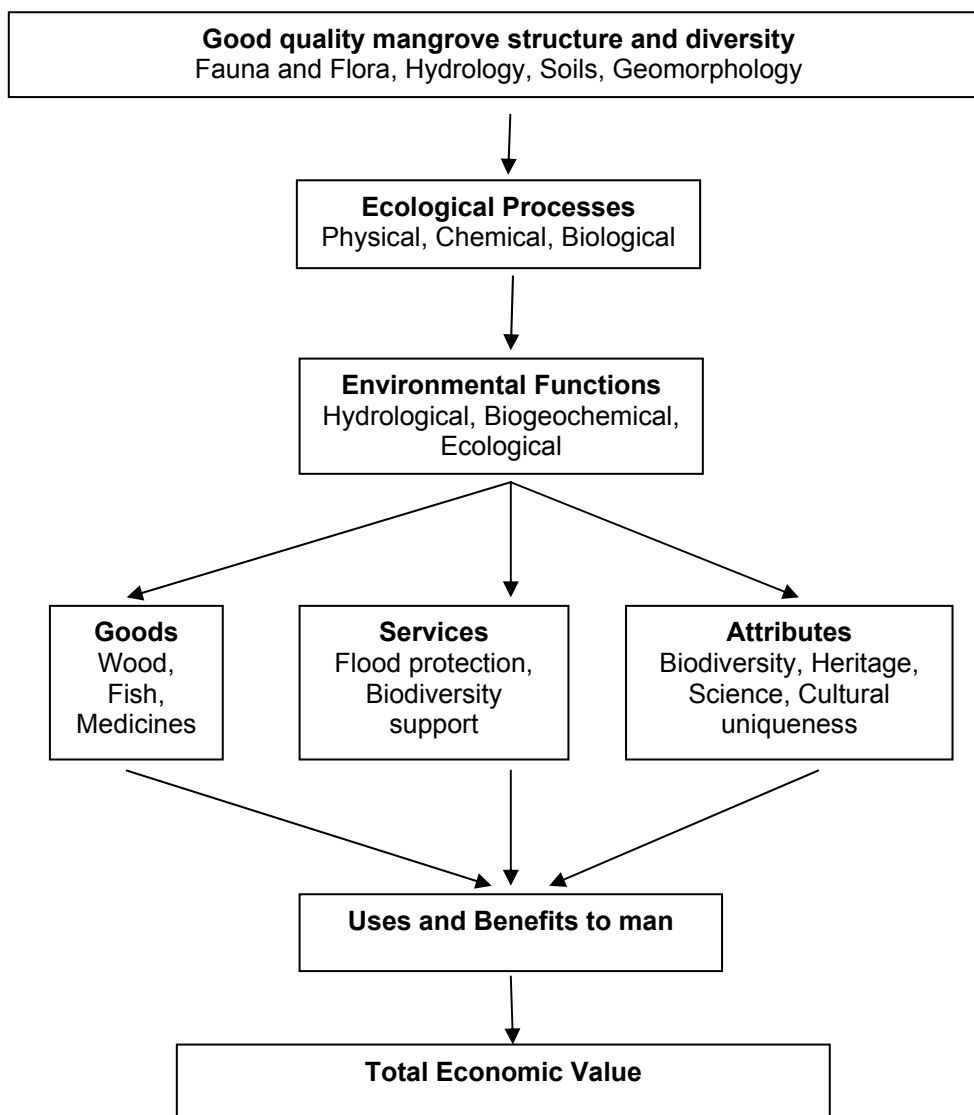 Good quality mangrove structure and diversity
Fauna and Flora, Hydrology, Soils, Geomorphology
Ecological Processes
Physical, Chemical, Biological
Environmental Functions
Hydrological, Biogeochemical,
Ecological
Goods
Wood,
Fish,
Medicines
Services
Flood protection,
Biodiversity
support
Attributes
Biodiversity, Heritage,
Science, Cultural
uniqueness
Uses and Benefits to man
Total Economic Value